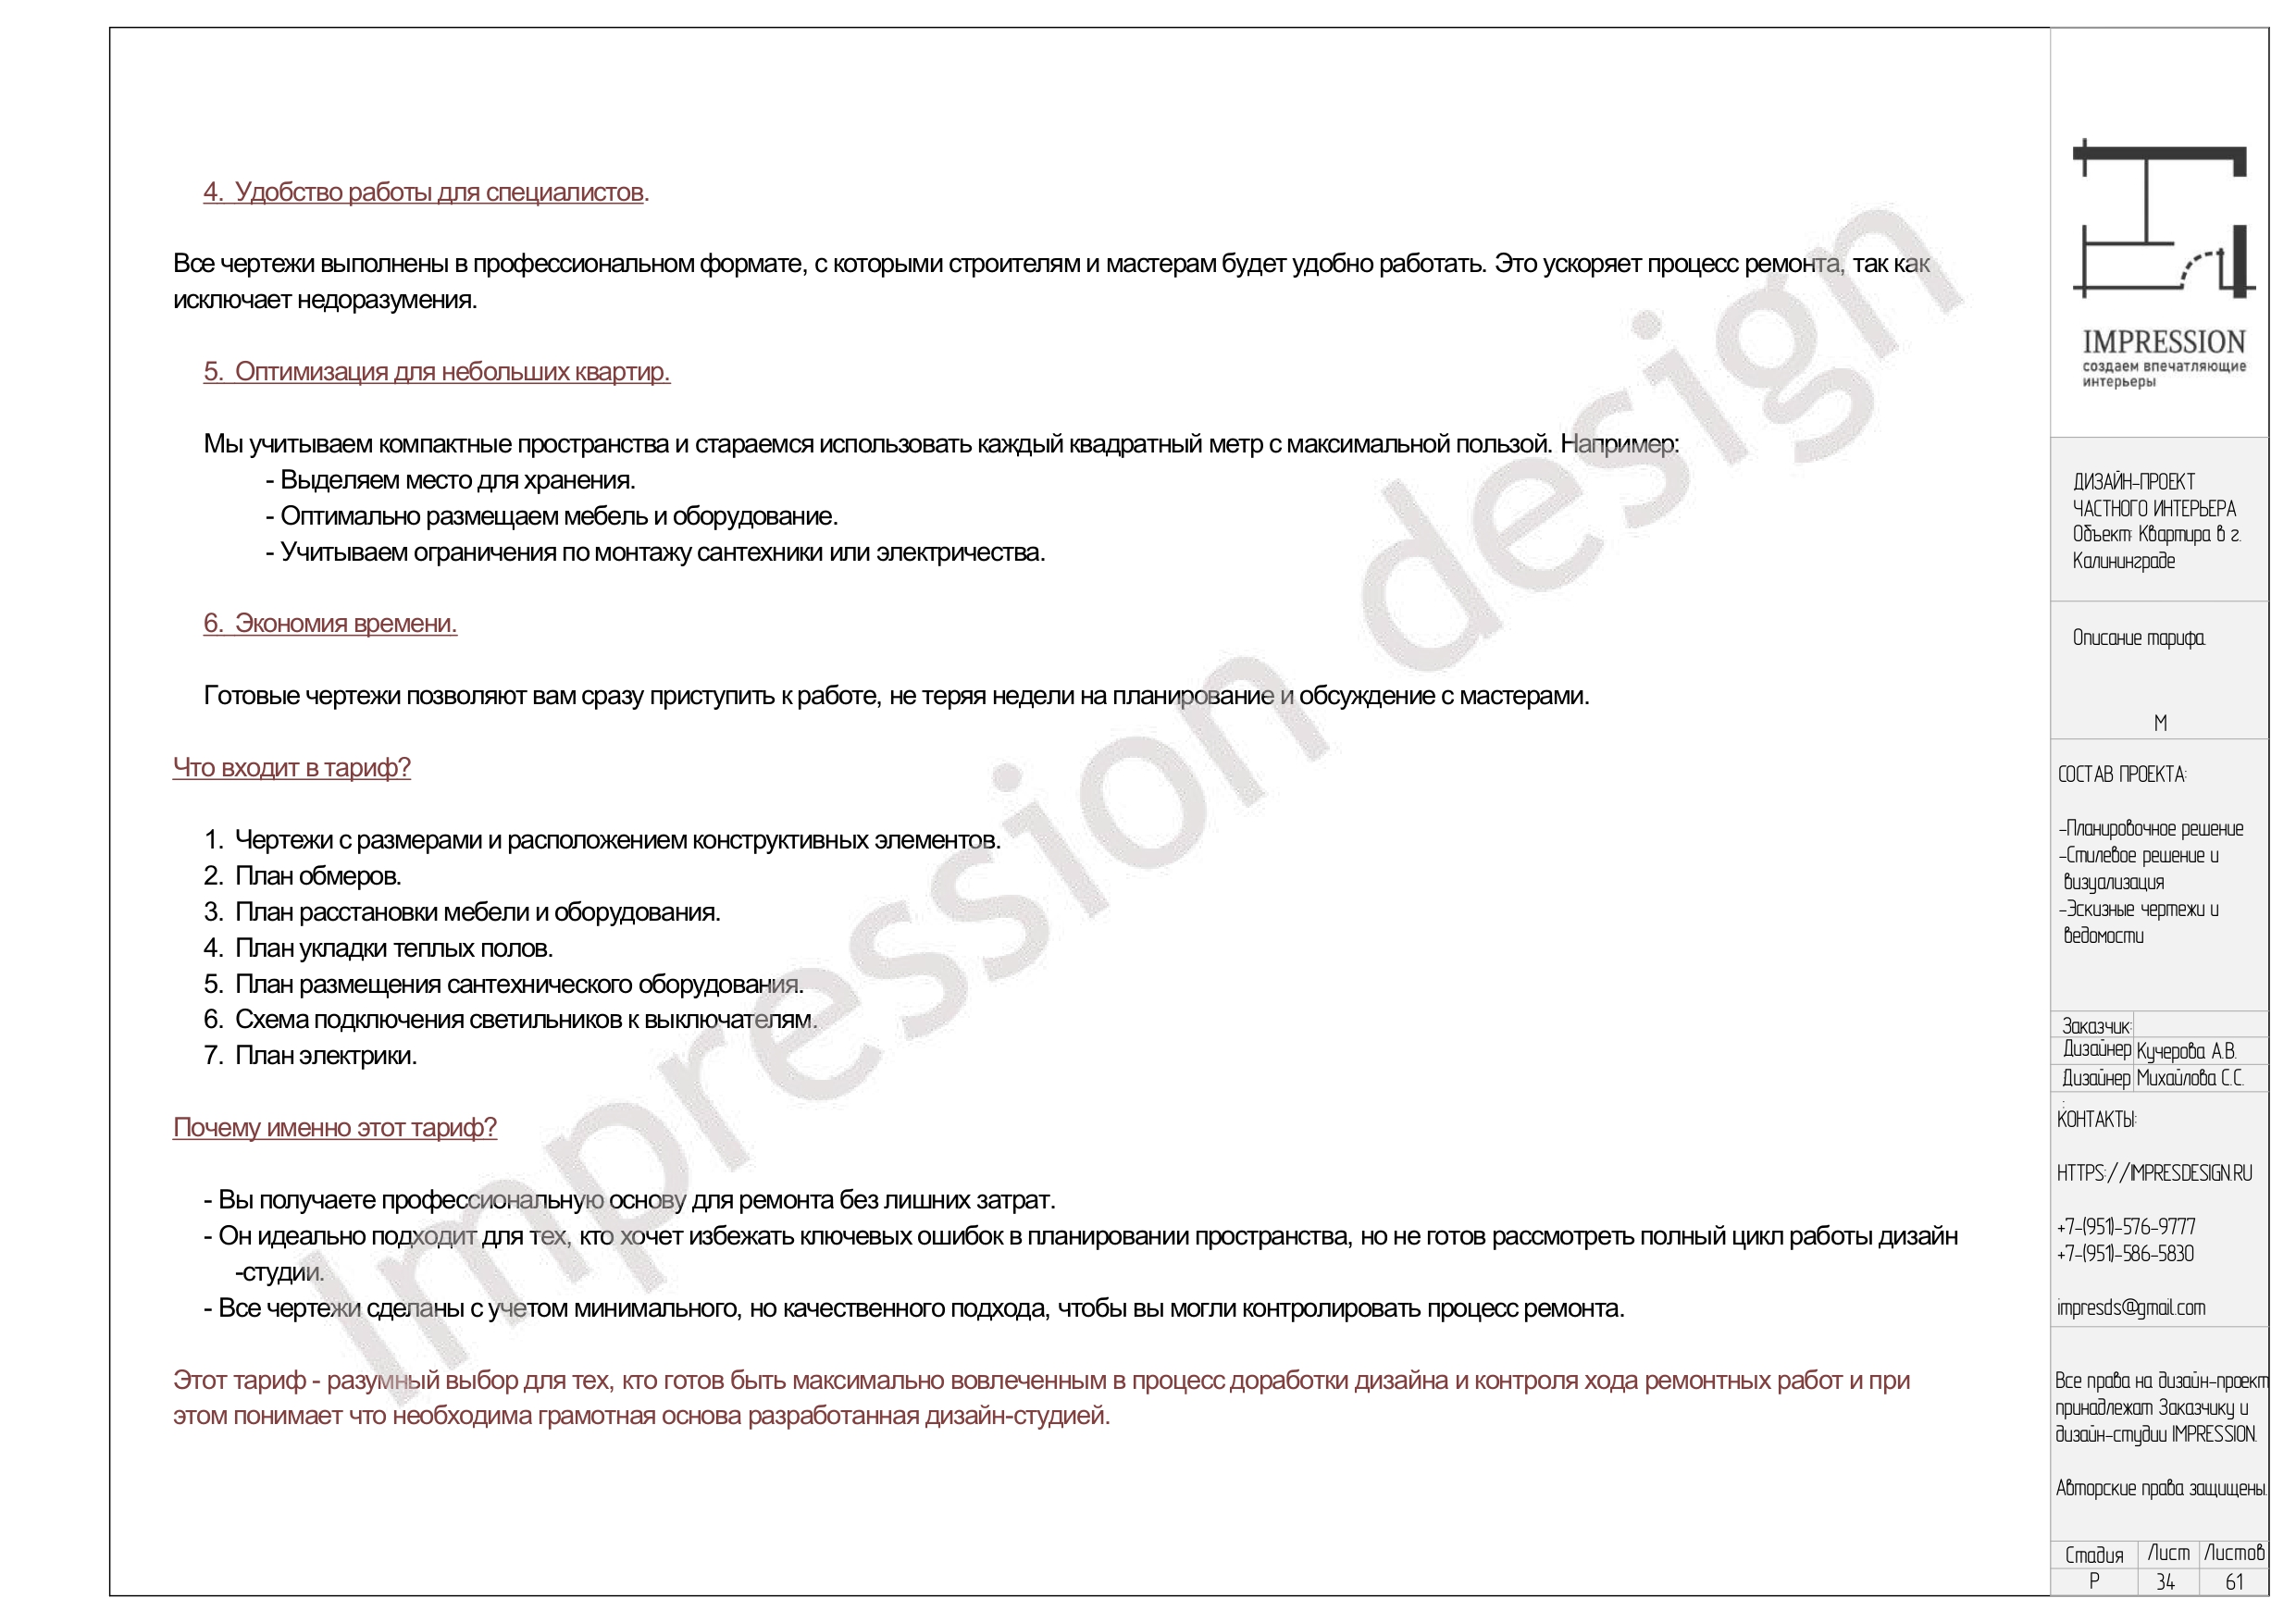 4. Удобство работы для специалистов.
Все чертежи выполнены в профессиональном формате, с которыми строителям и мастерам будет удобно работать. Это ускоряет процесс ремонта, так как
исключает недоразумения.
5. Оптимизация для небольших квартир.
Мы учитываем компактные пространства и стараемся использовать каждый квадратный метр с максимальной пользой. Например:
- Выделяем место для хранения.
- Оптимально размещаем мебель и оборудование.
- Учитываем ограничения по монтажу сантехники или электричества.
6. Экономия времени.
Готовые чертежи позволяют вам сразу приступить к работе, не теряя недели на планирование и обсуждение с мастерами.
Что входит в тариф?
1. Чертежи с размерами и расположением конструктивных элементов.
2. План обмеров.
3. План расстановки мебели и оборудования.
4. План укладки теплых полов.
5. План размещения сантехнического оборудования.
6. Схема подключения светильников к выключателям.
7. План электрики.
Почему именно этот тариф?
- Вы получаете профессиональную основу для ремонта без лишних затрат.
- Он идеально подходит для тех, кто хочет избежать ключевых ошибок в планировании пространства, но не готов рассмотреть полный цикл работы дизайн
-студии.
- Все чертежи сделаны с учетом минимального, но качественного подхода, чтобы вы могли контролировать процесс ремонта.
Этот тариф - разумный выбор для тех, кто готов быть максимально вовлеченным в процесс доработки дизайна и контроля хода ремонтных работ и при
этом понимает что необходима грамотная основа разработанная дизайн-студией.
Impression design
IMPRESSION
создаем впечатляющие
интерьеры
ДИЗАЙН-ПРОЕКТ
ЧАСТНОГО ИНТЕРЬЕРА
Объект: Квартира в г.
Калининграде
Описание тарифа.
М
СОСТАВ ПРОЕКТА:
-Планировочное решение
-Стилевое решение и
визуализация
-Эскизные чертежи и
ведомости
Заказчик:
Дизайнер Кучерова А.В.
Дизайнер Михайлова С.С.
:
КОНТАКТЫ:
HTTPS://IMPRESDESIGN.RU
+7-(951)-576-9777
+7-(951)-586-5830
impresds@gmail.com
Все права на дизайн-проект
принадлежат Заказчику и
дизайн-студии IMPRESSION.
Авторские права защищены.
Стадия Лист Листов
Р 34 61